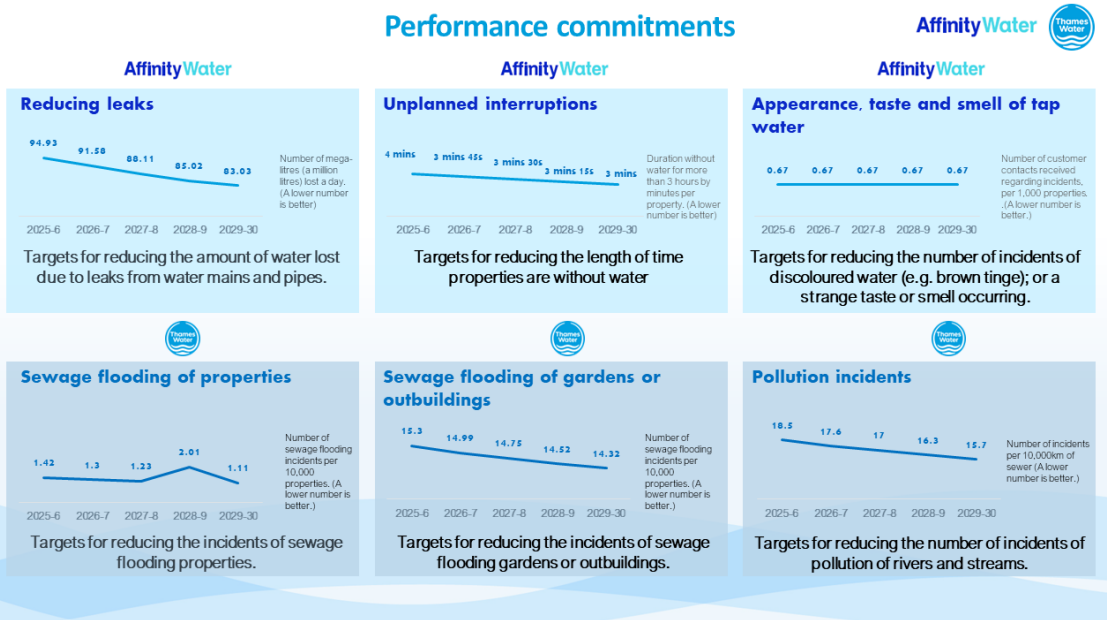 Performance commitments
AffinityWater
Thames
Water
AffinityWater
Reducing leaks
94.93
91.58
88.11
85.02
83.03
Number of mega-
litres (a million
litres) lost a day.
(A lower number
is better)
2025-6 2026-7 2027-8 2028-9 2029-30
Targets for reducing the amount of water lost
due to leaks from water mains and pipes.
AffinityWater
Unplanned interruptions
4 mins
3 mins 45s
3 mins 30s
3 mins 15s
3 mins
Duration without
water for more
than 3 hours by
minutes per
property. (A lower
number is better)
2025-6 2026-7 2027-8 2028-9 2029-30
Targets for reducing the length of time
properties are without water
AffinityWater
Appearance, taste and smell of tap
water
0.67 0.67 0.67 0.67 0.67
Number of customer
contacts received
regarding incidents,
per 1,000 properties.
.(A lower number is
better.)
2025-6 2026-7 2027-8 2028-9 2029-30
Targets for reducing the number of incidents of
discoloured water (e.g. brown tinge); or a
strange taste or smell occurring.
Thames
Water
Sewage flooding of properties
1.42
1.3
1.23
2.01
1.11
Number of
sewage flooding
incidents per
10,000
properties. (A
lower number is
better.)
2025-6 2026-7 2027-8 2028-9 2029-30
Targets for reducing the incidents of sewage
flooding properties.
Thames
Water
Sewage flooding of gardens or
outbuildings
15.3
14.99
14.75
14.52
14.32
Number of
sewage flooding
incidents per
10,000
properties. (A
lower number is
better.)
2025-6 2026-7 2027-8 2028-9 2029-30
Targets for reducing the incidents of sewage
flooding gardens or outbuildings.
Thames
Water
Pollution incidents
18.5
17.6
17
16.3
15.7
Number of incidents
per 10,000km of
sewer (A lower
number is better.)
2025-6 2026-7 2027-8 2028-9 2029-30
Targets for reducing the number of incidents of
pollution of rivers and streams.